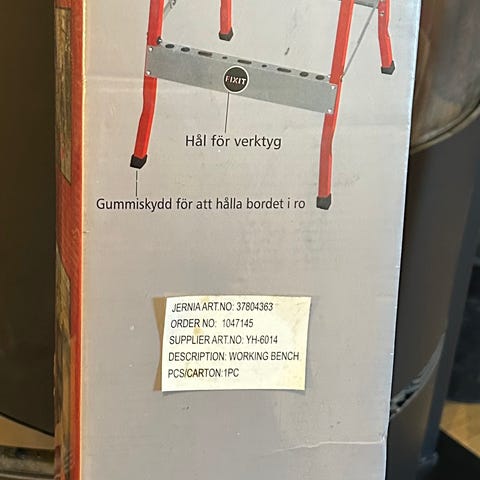 FIXIT
Hål för verktyg
Gummiskydd för att hålla bordet i ro
JERNIA ART.NO: 37804363
ORDER NO: 1047145
SUPPLIER ART.NO: YH-6014
DESCRIPTION: WORKING BENCH
PCS/CARTON:1PC